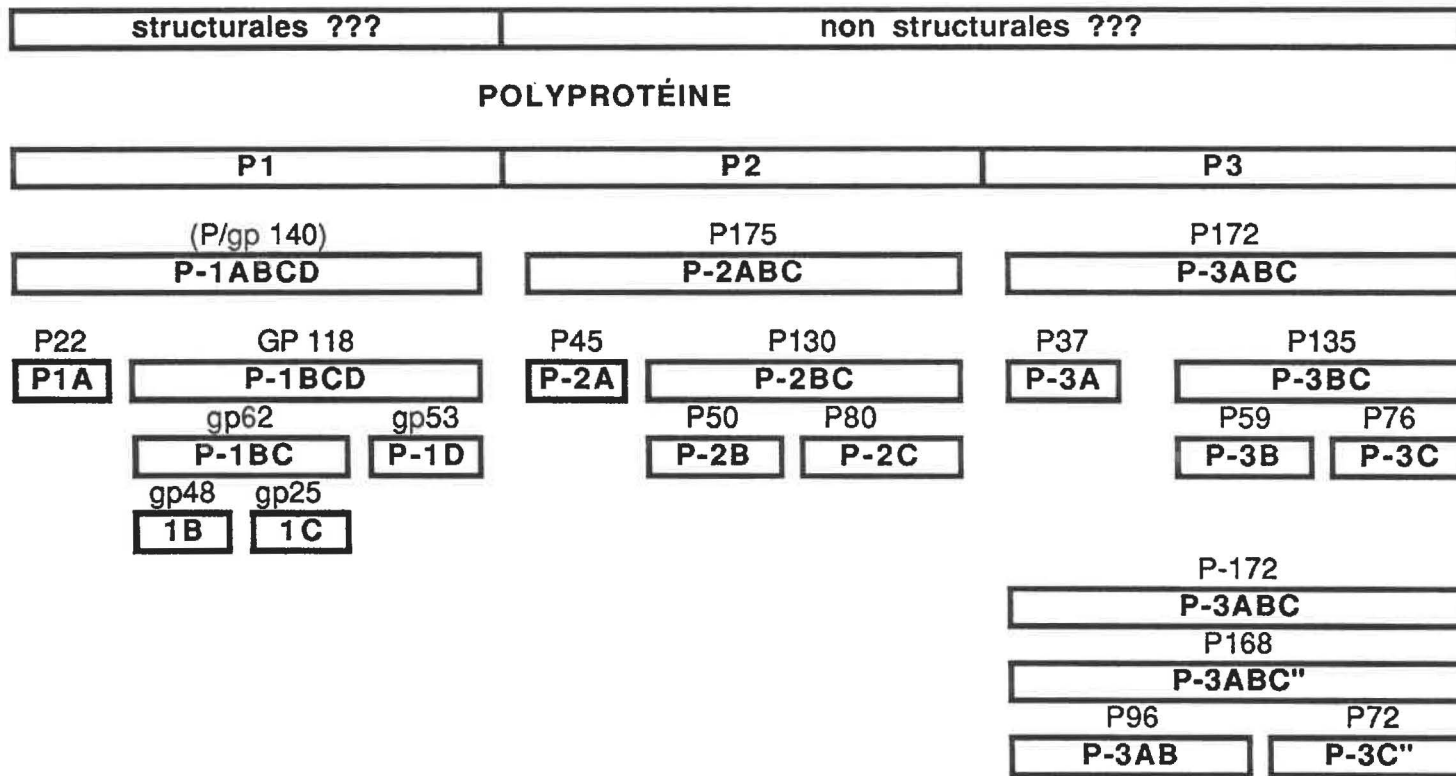 structurales ??? non structurales ???
POLYPROTÉINE
P1 P2 P3
(P/gp 140) P175 P172
P-1ABCD P-2ABC P-3ABC
P22 GP 118 P45 P130 P37 P135
P1A P-1BCD P-2A P-2BC P-3A P-3BC
gp62 gp53 P50 P80 P59 P76
P-1BC P-1D P-2B P-2C P-3B P-3C
gp48 gp25
1B 1C
P-172
P-3ABC
P168
P-3ABC"
P96 P72
P-3AB P-3C"